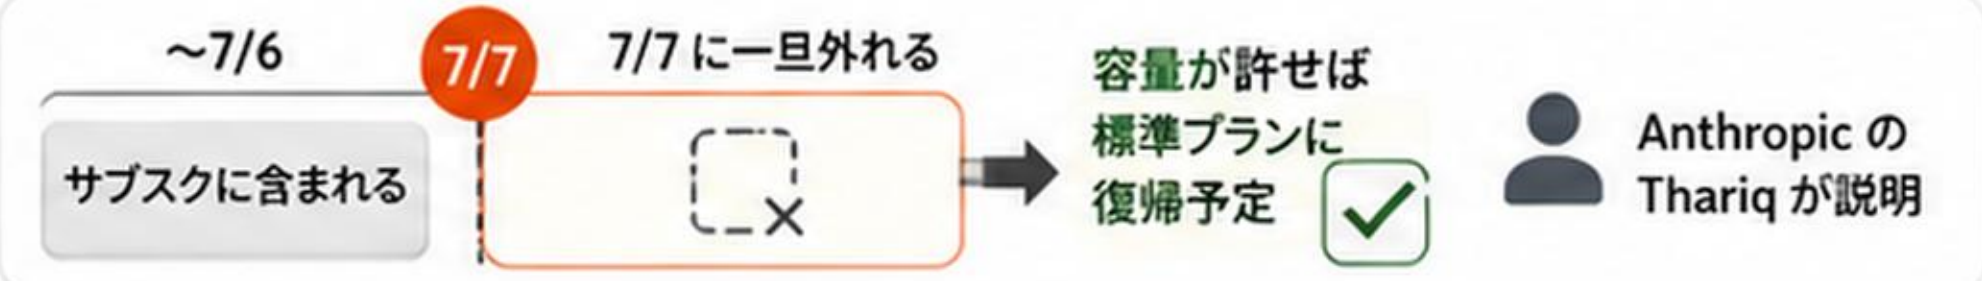 ～7/6
サブスクに含まれる
7/7
7/7 に一旦外れる
容量が許せば
標準プランに
復帰予定
Anthropic の
Thariq が説明